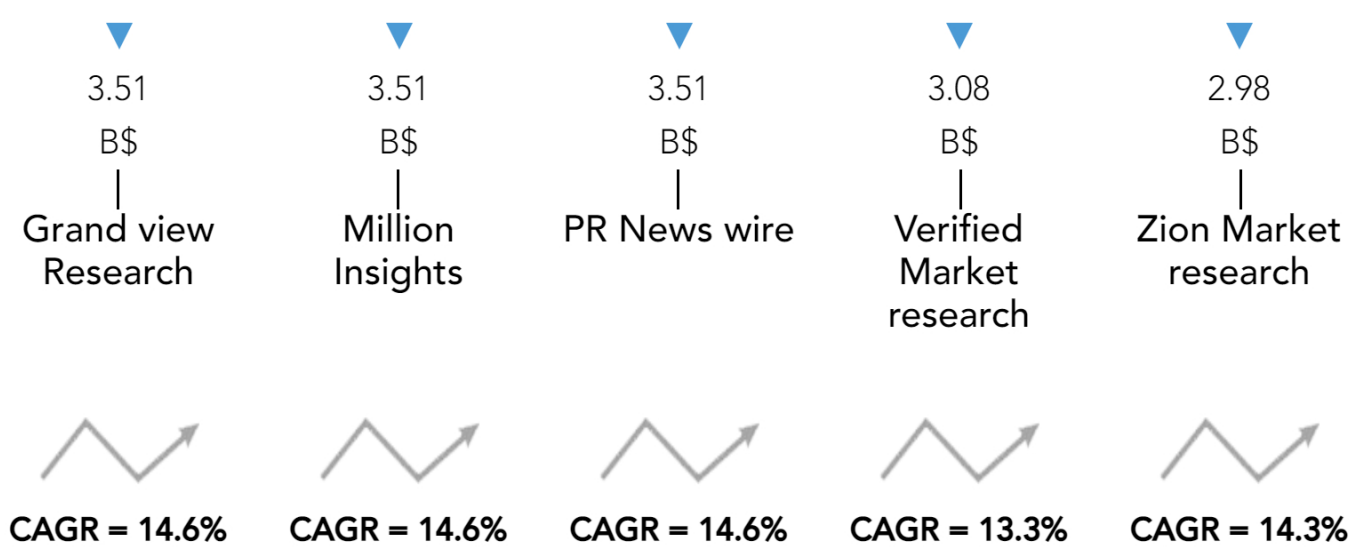 3.51
B$
Grand view
Research
CAGR = 14.6%
3.51
B$
Million
Insights
CAGR = 14.6%
3.51
B$
PR News wire
CAGR = 14.6%
3.08
B$
Verified
Market
research
CAGR = 13.3%
2.98
B$
Zion Market
research
CAGR = 14.3%